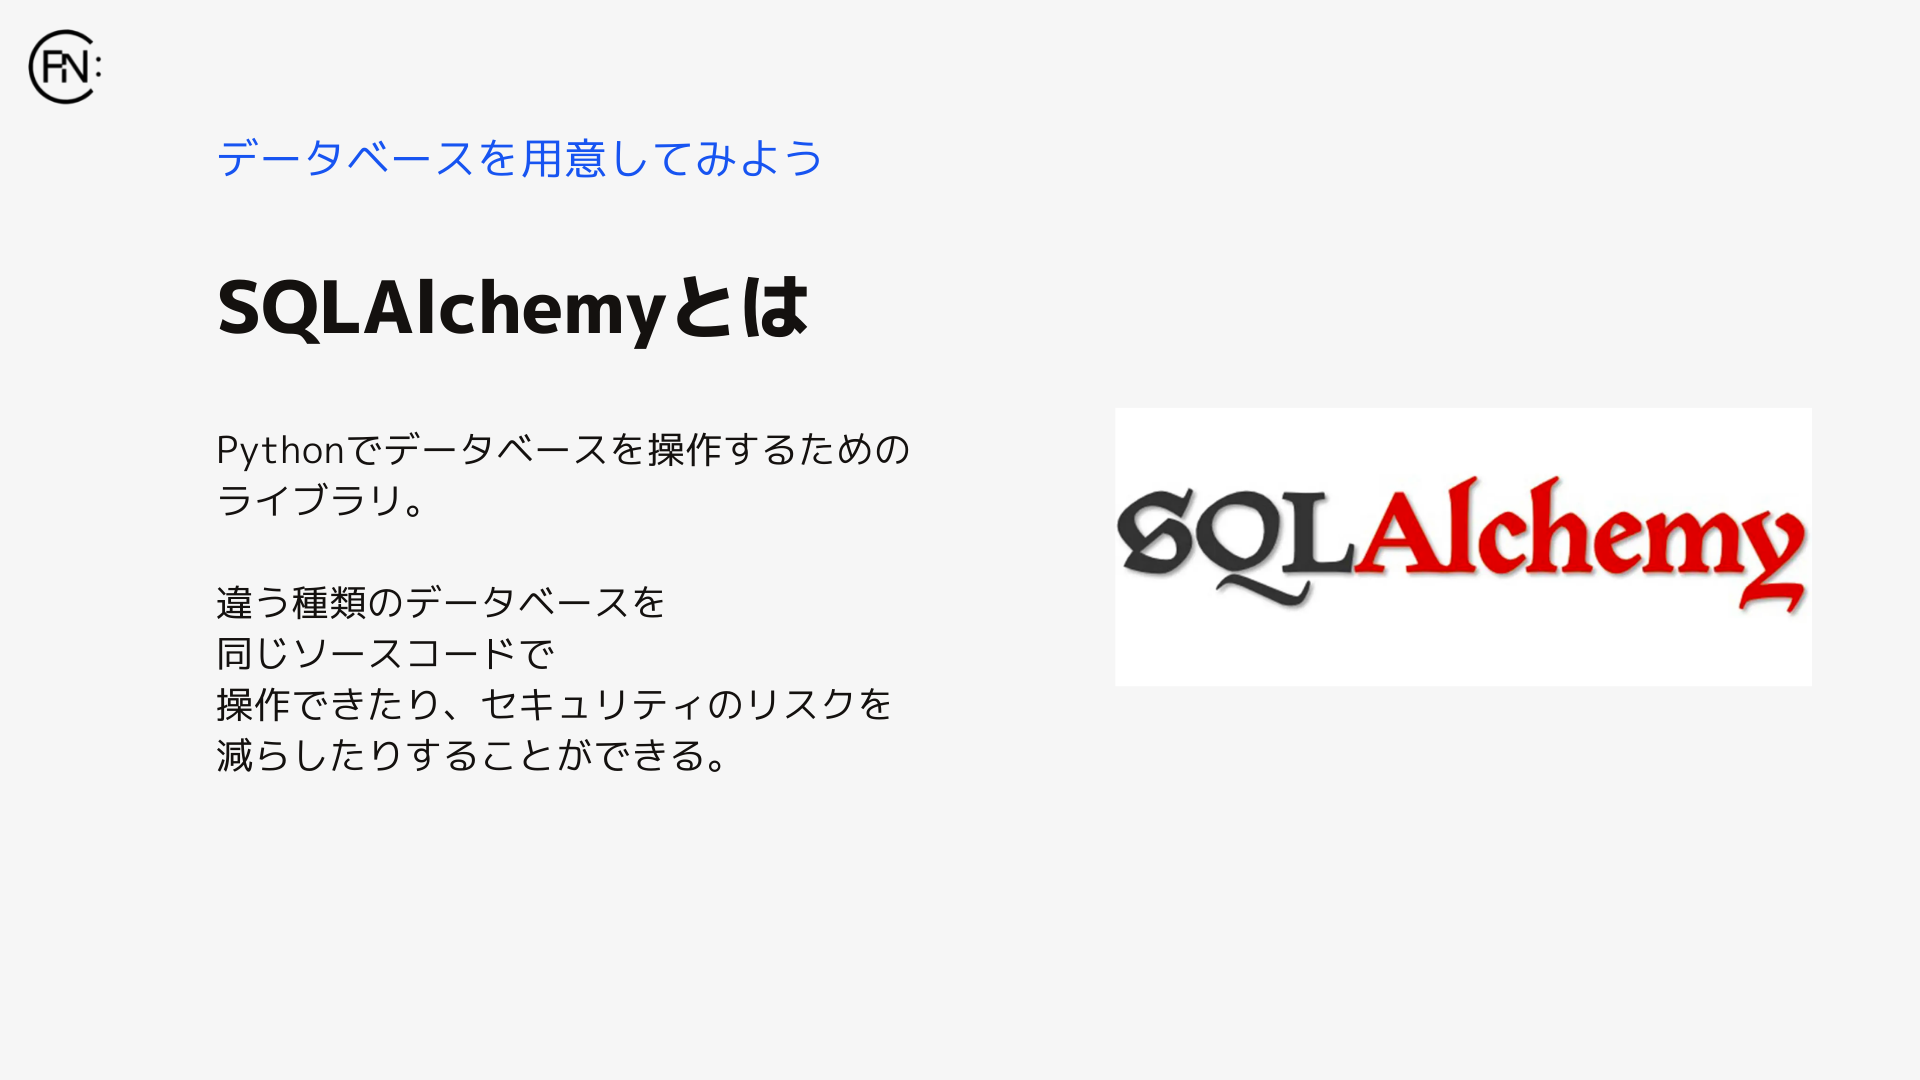 PiN:
データベースを用意してみよう
SQLAlchemyとは
Pythonでデータベースを操作するための
ライブラリ。
違う種類のデータベースを
同じソースコードで
操作できたり、セキュリティのリスクを
減らしたりすることができる。
SQLAlchemy